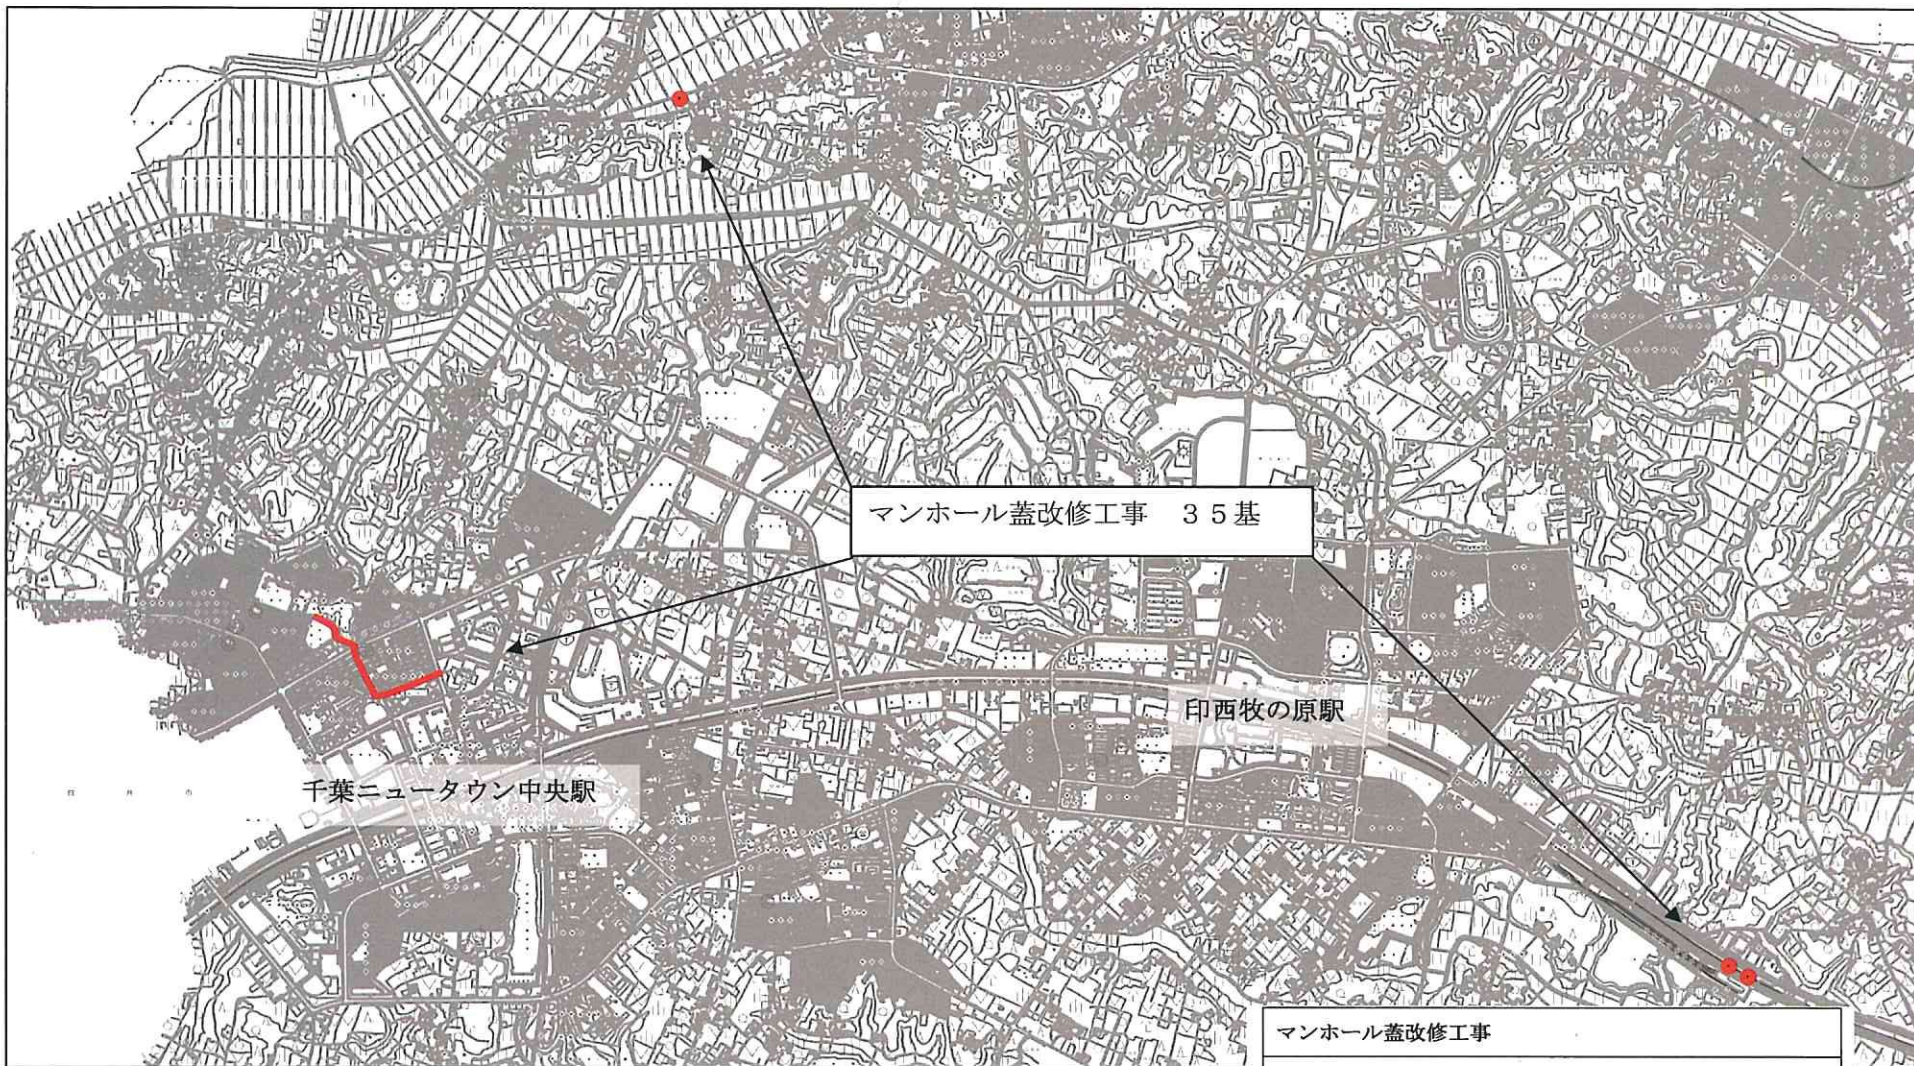 マンホール蓋改修工事　３５基
印西牧の原駅
千葉ニュータウン中央駅
マンホール蓋改修工事